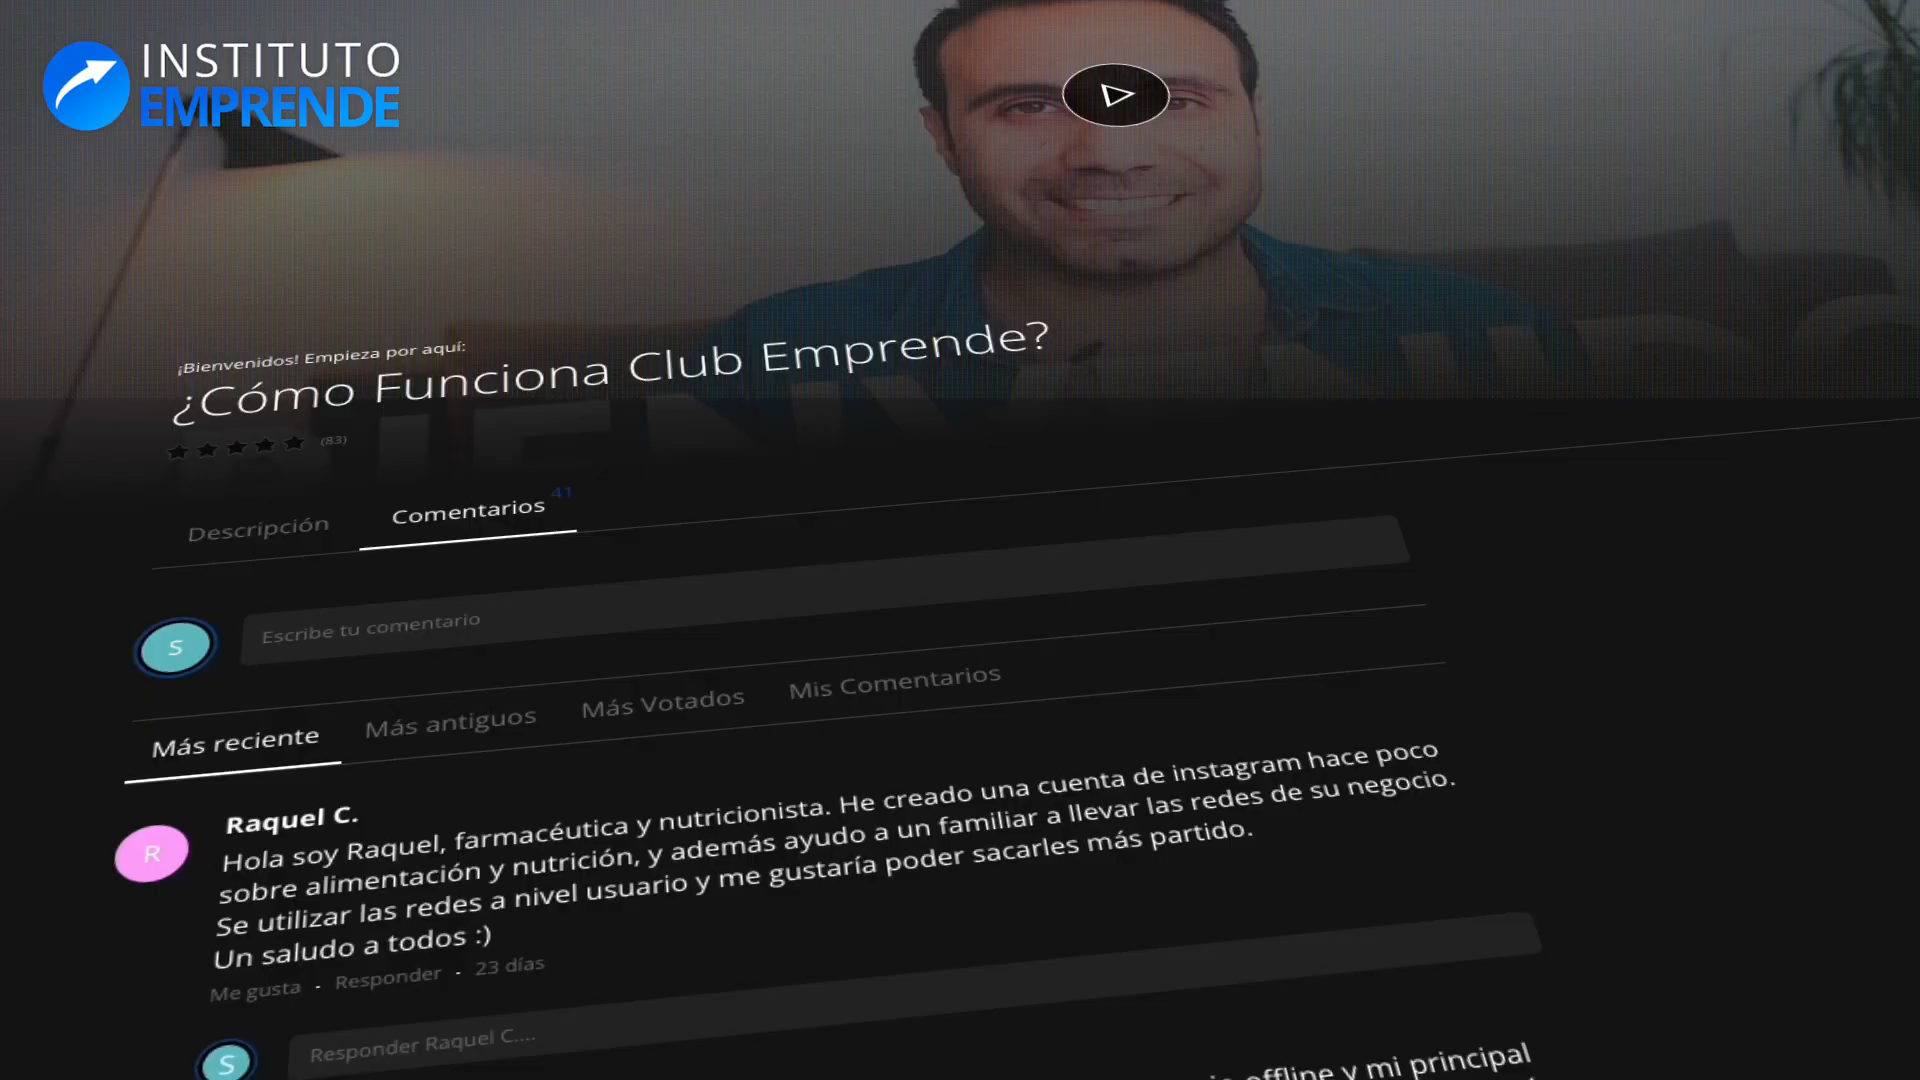 INSTITUTO
EMPRENDE
¡Bienvenidos! Empieza por aquí:
¿Cómo Funciona Club Emprende?
(83)
Descripción
Comentarios 41
S
Escribe tu comentario
Más reciente
Más antiguos
Más Votados
Mis Comentarios
R
Raquel C.
Hola soy Raquel, farmacéutica y nutricionista. He creado una cuenta de instagram hace poco
sobre alimentación y nutrición, y además ayudo a un familiar a llevar las redes de su negocio.
Se utilizar las redes a nivel usuario y me gustaría poder sacarles más partido.
Un saludo a todos :)
Me gusta - Responder - 23 días
S
Responder Raquel C....
offline y mi principal